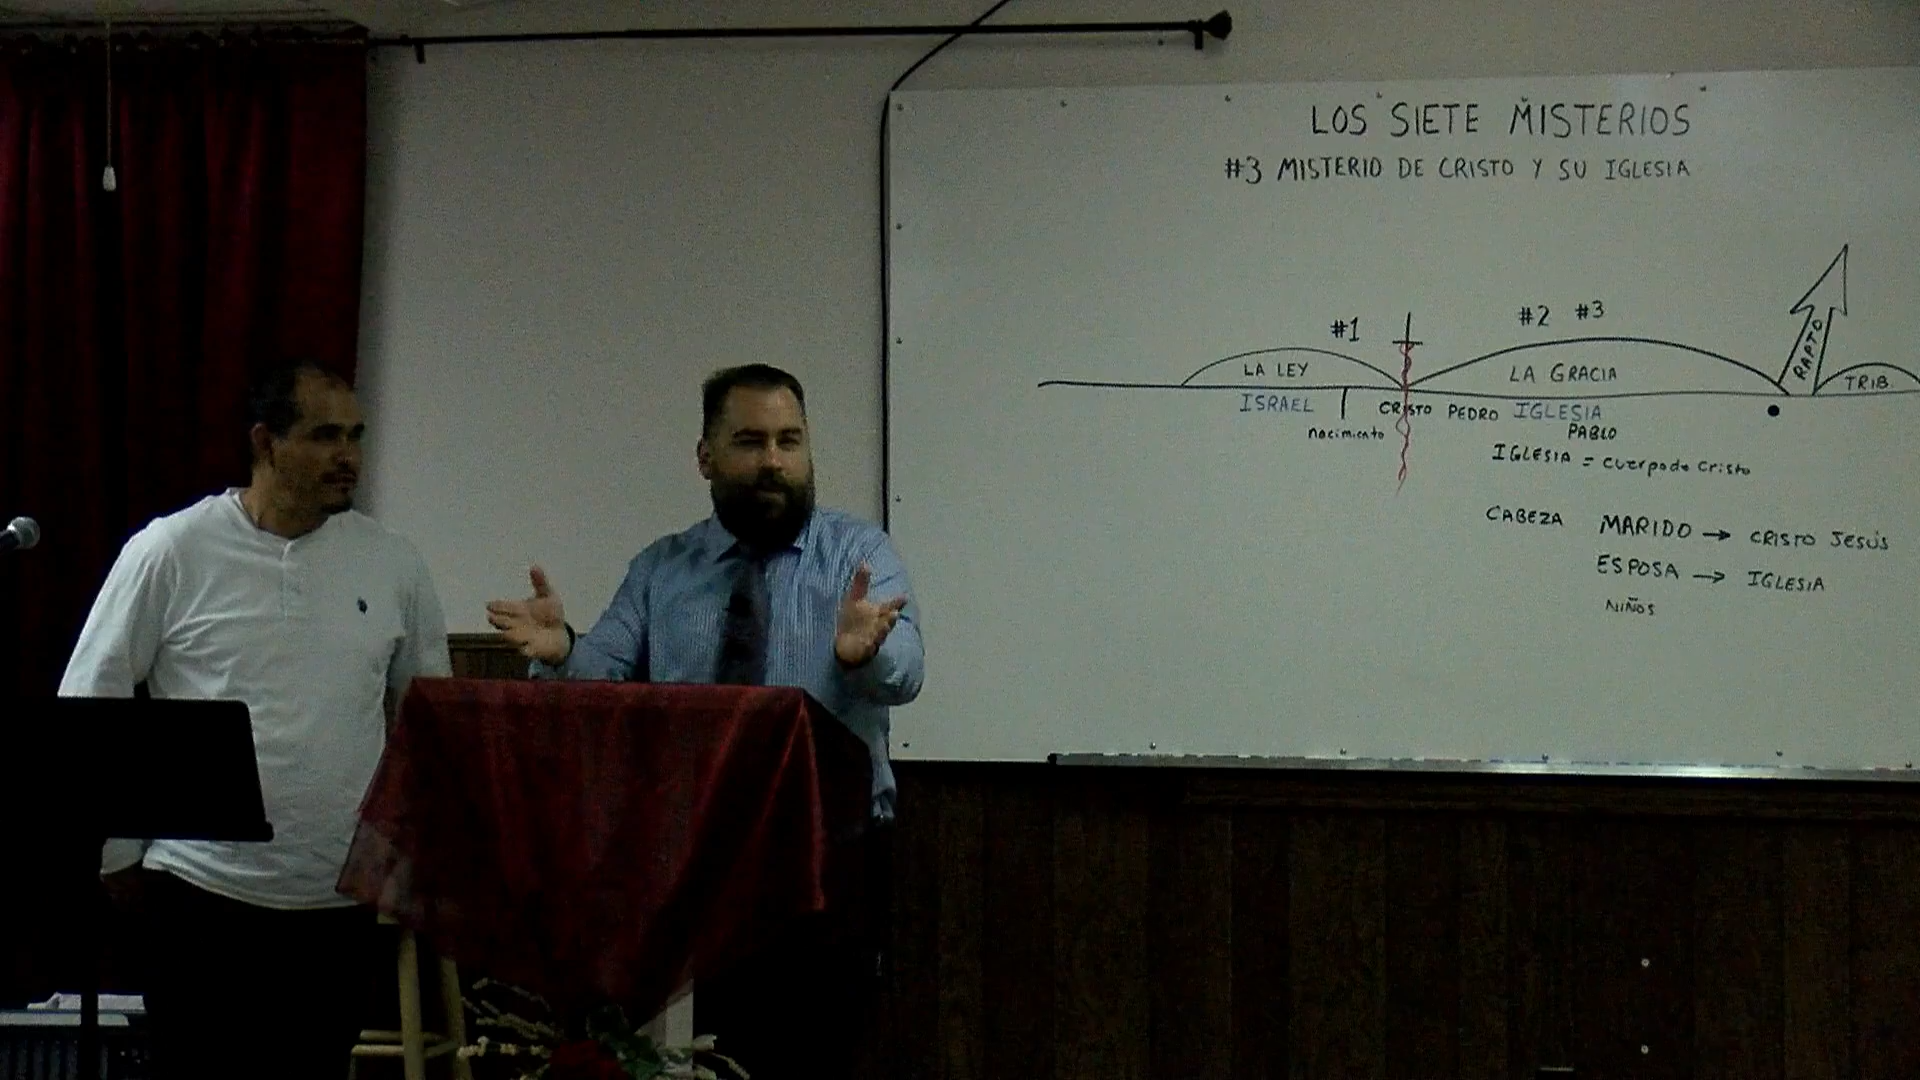 LOS SIETE MISTERIOS
#3 MISTERIO DE CRISTO Y SU IGLESIA
#1 #2 #3
LA LEY LA GRACIA RAPTO TRIB.
ISRAEL CRISTO PEDRO IGLESIA
nacimiento PABLO
IGLESIA = cuerpo de Cristo
CABEZA MARIDO → CRISTO JESÚS
ESPOSA → IGLESIA
NIÑOS